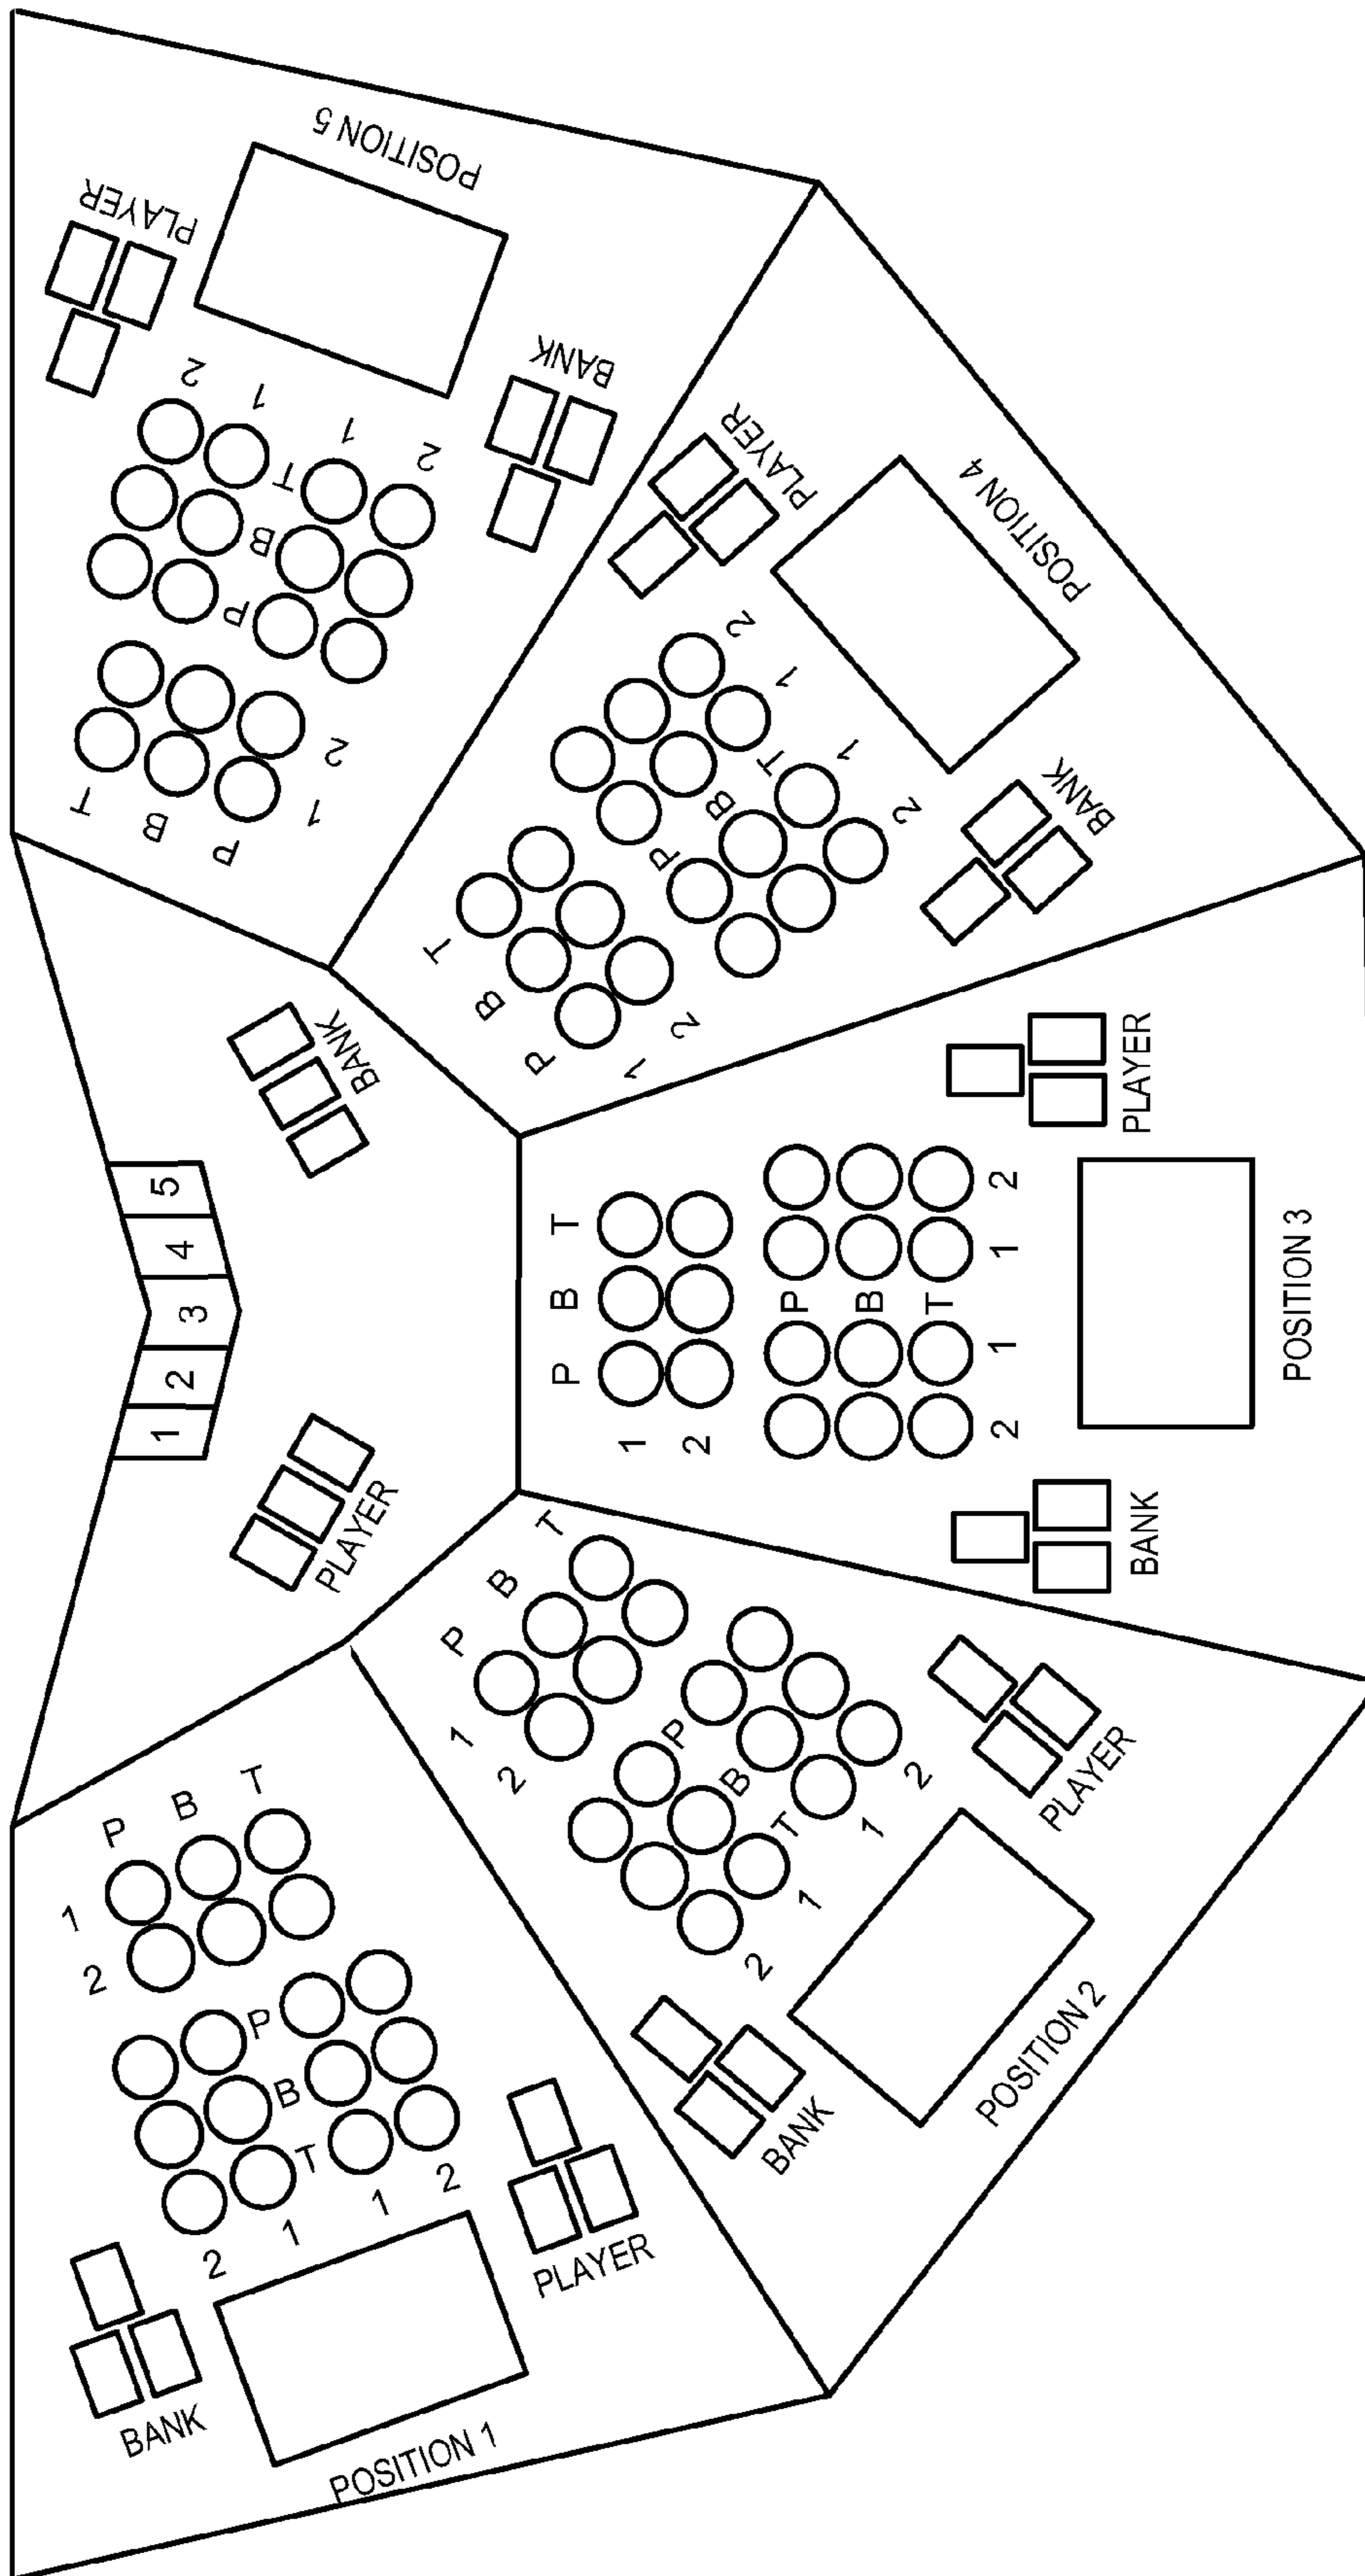 1
2
3
4
5
PLAYER
BANK
P B T
1
2
P
B
T
2 1 1 2
BANK
PLAYER
POSITION 1
P B T
1
2
P
B
T
2 1 1 2
BANK
PLAYER
POSITION 2
P B T
1
2
P
B
T
2 1 1 2
BANK
PLAYER
POSITION 3
P B T
1
2
P
B
T
2 1 1 2
BANK
PLAYER
POSITION 4
P B T
1
2
P
B
T
2 1 1 2
BANK
PLAYER
POSITION 5